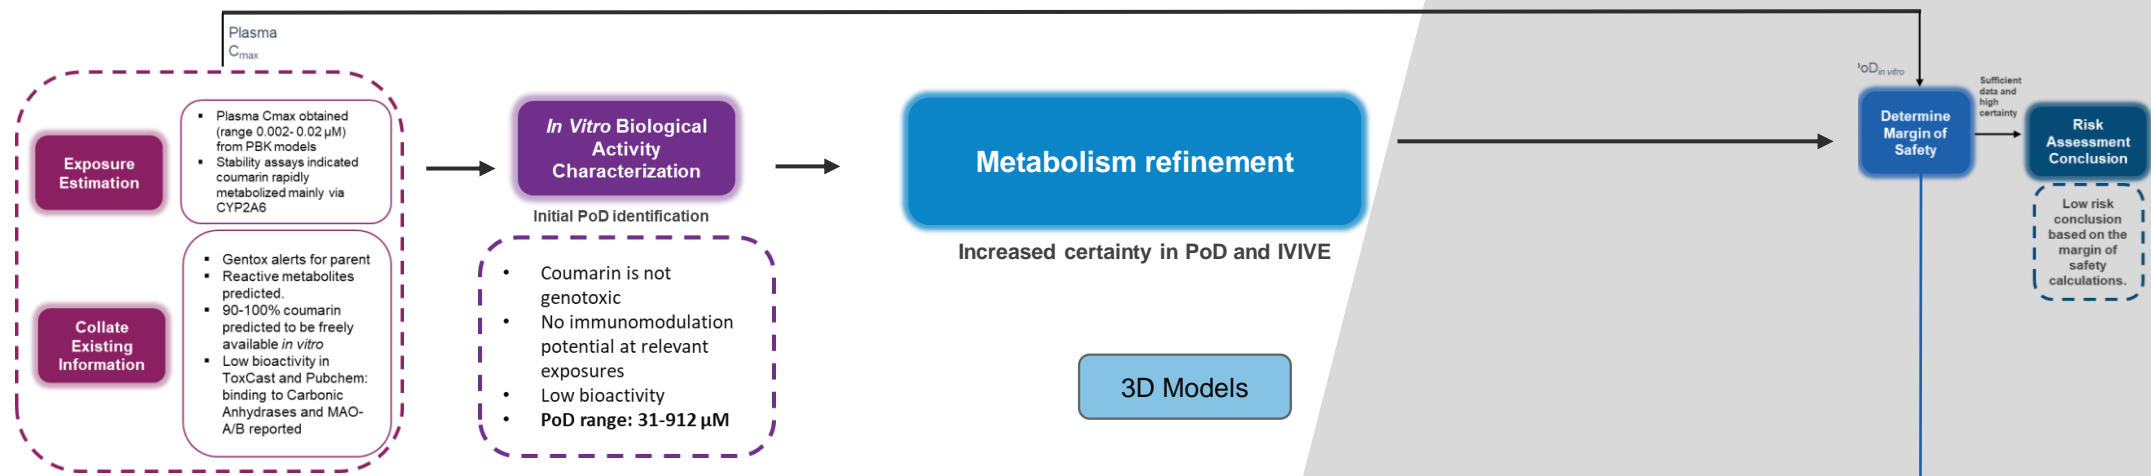 Plasma
Cmax
Exposure
Estimation
▪ Plasma Cmax obtained
(range 0.002- 0.02 µM)
from PBK models
▪ Stability assays indicated
coumarin rapidly
metabolized mainly via
CYP2A6
Collate
Existing
Information
▪ Gentox alerts for parent
▪ Reactive metabolites
predicted.
▪ 90-100% coumarin
predicted to be freely
available in vitro
▪ Low bioactivity in
ToxCast and Pubchem:
binding to Carbonic
Anhydrases and MAO-
A/B reported
In Vitro Biological
Activity
Characterization
Initial PoD identification
• Coumarin is not
genotoxic
• No immunomodulation
potential at relevant
exposures
• Low bioactivity
• PoD range: 31-912 µM
Metabolism refinement
Increased certainty in PoD and IVIVE
3D Models
PoDin vitro
Determine
Margin of
Safety
Sufficient
data and
high
certainty
Risk
Assessment
Conclusion
Low risk
conclusion
based on the
margin of
safety
calculations.